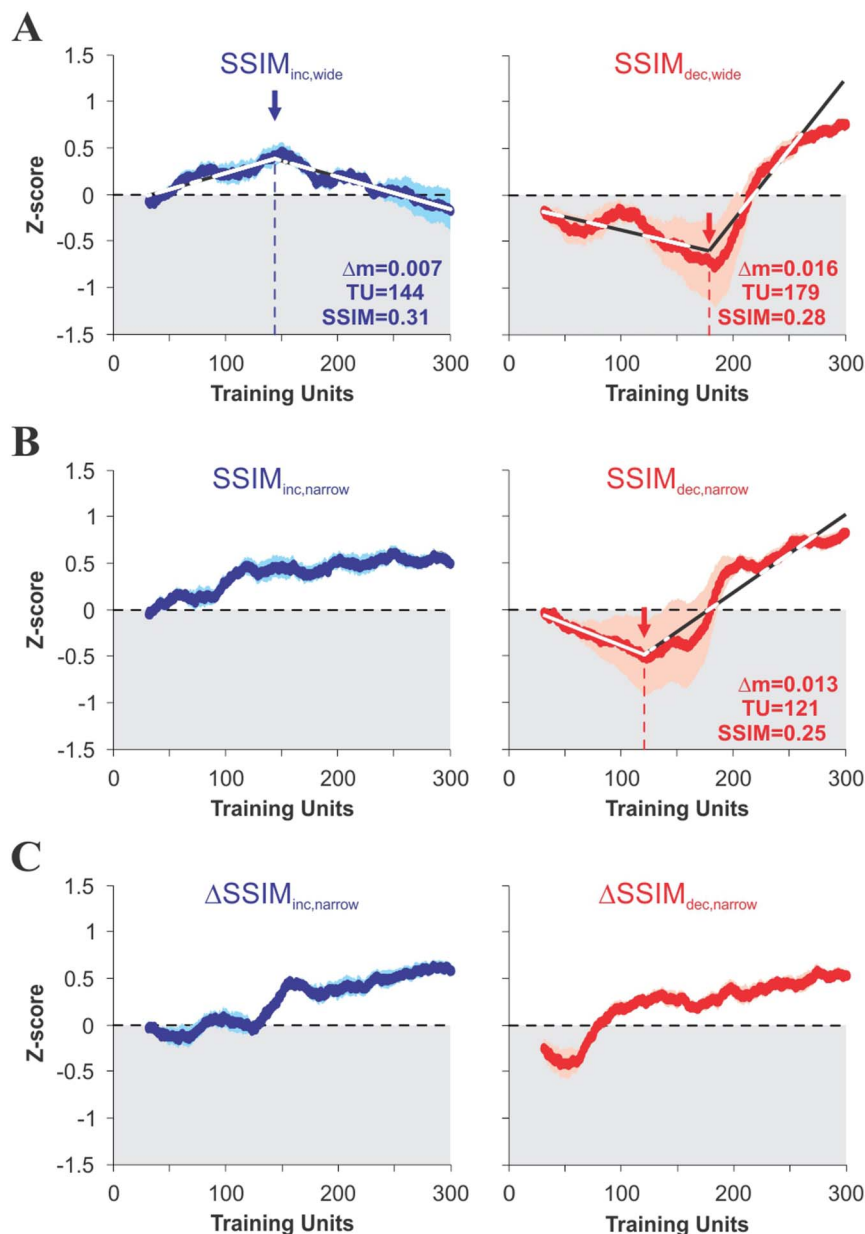 A
SSIMinc,wide
SSIMdec,wide
1.5
1
0.5
0
-0.5
-1
-1.5
Z-score
Δm=0.007
TU=144
SSIM=0.31
Δm=0.016
TU=179
SSIM=0.28
0 100 200 300
0 100 200 300
Training Units
Training Units
B
SSIMinc,narrow
SSIMdec,narrow
1.5
1
0.5
0
-0.5
-1
-1.5
Z-score
Δm=0.013
TU=121
SSIM=0.25
0 100 200 300
0 100 200 300
Training Units
Training Units
C
ΔSSIMinc,narrow
ΔSSIMdec,narrow
1.5
1
0.5
0
-0.5
-1
-1.5
Z-score
0 100 200 300
0 100 200 300
Training Units
Training Units